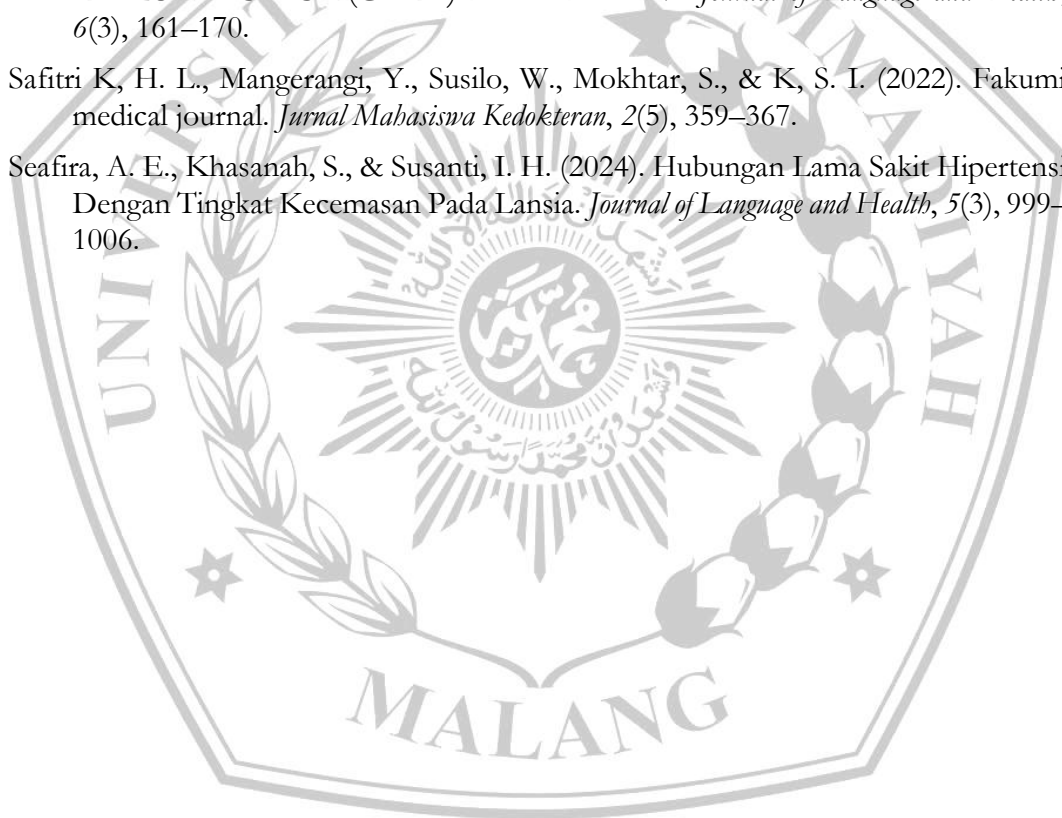 6(3), 161–170.
Safitri K, H. L., Mangerangi, Y., Susilo, W., Mokhtar, S., & K, S. I. (2022). Fakumi
medical journal. Jurnal Mahasiswa Kedokteran, 2(5), 359–367.
Seafira, A. E., Khasanah, S., & Susanti, I. H. (2024). Hubungan Lama Sakit Hipertensi
Dengan Tingkat Kecemasan Pada Lansia. Journal of Language and Health, 5(3), 999–
1006.
MALANG